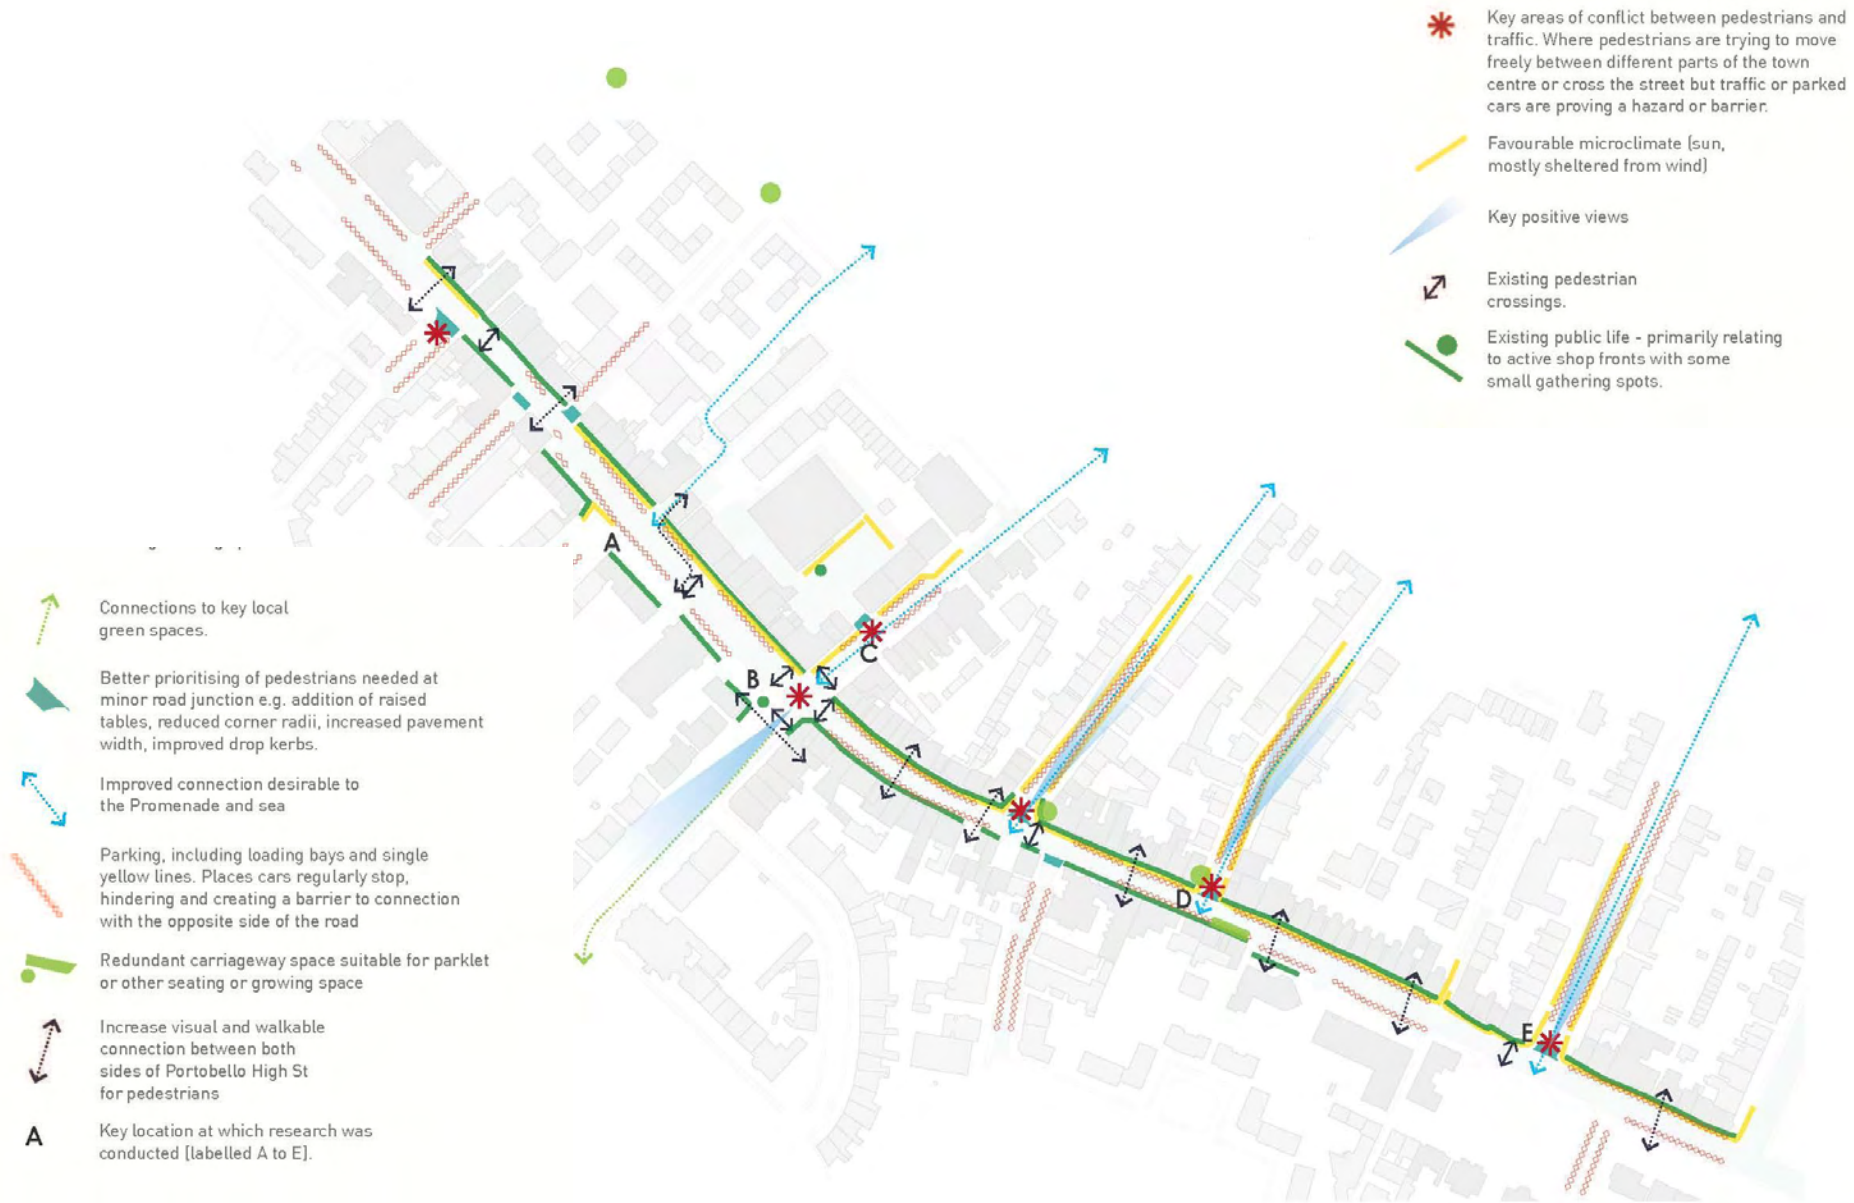 Key areas of conflict between pedestrians and
traffic. Where pedestrians are trying to move
freely between different parts of the town
centre or cross the street but traffic or parked
cars are proving a hazard or barrier.
Favourable microclimate (sun,
mostly sheltered from wind)
Key positive views
Existing pedestrian
crossings.
Existing public life - primarily relating
to active shop fronts with some
small gathering spots.
A
B
C
D
E
Connections to key local
green spaces.
Better prioritising of pedestrians needed at
minor road junction e.g. addition of raised
tables, reduced corner radii, increased pavement
width, improved drop kerbs.
Improved connection desirable to
the Promenade and sea
Parking, including loading bays and single
yellow lines. Places cars regularly stop,
hindering and creating a barrier to connection
with the opposite side of the road
Redundant carriageway space suitable for parklet
or other seating or growing space
Increase visual and walkable
connection between both
sides of Portobello High St
for pedestrians
A
Key location at which research was
conducted [labelled A to E].